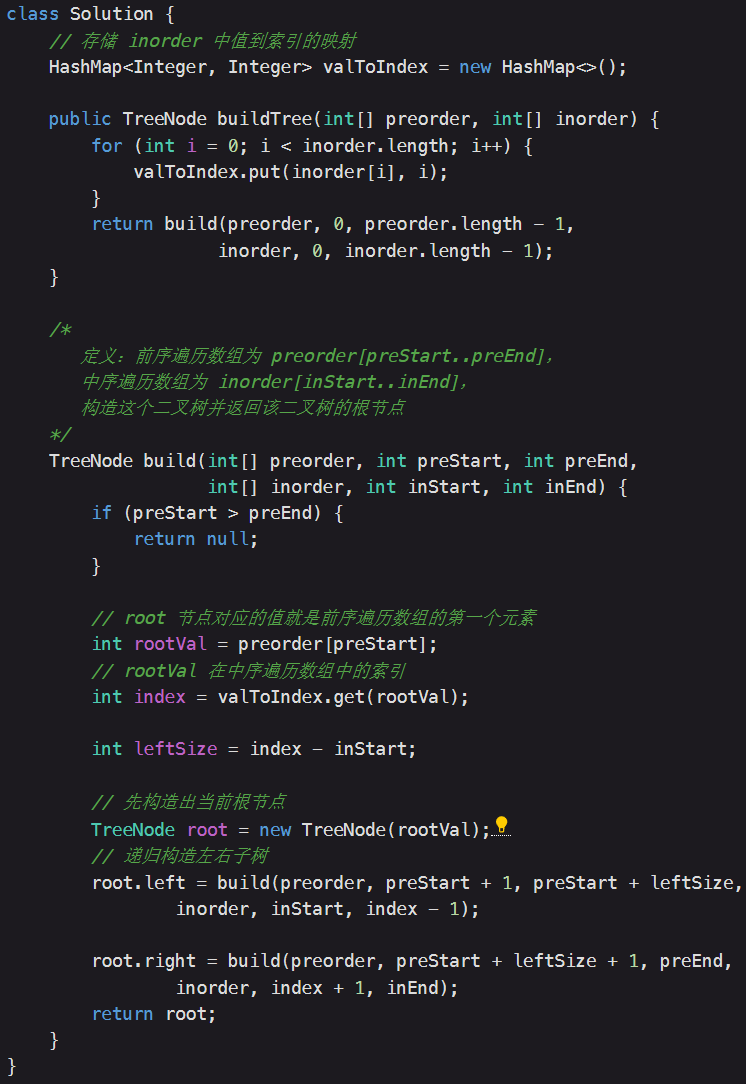 class Solution {
    // 存储 inorder 中值到索引的映射
    HashMap<Integer, Integer> valToIndex = new HashMap<>();

    public TreeNode buildTree(int[] preorder, int[] inorder) {
        for (int i = 0; i < inorder.length; i++) {
            valToIndex.put(inorder[i], i);
        }
        return build(preorder, 0, preorder.length - 1,
                    inorder, 0, inorder.length - 1);
    }

    /*
       定义：前序遍历数组为 preorder[preStart..preEnd]，
       中序遍历数组为 inorder[inStart..inEnd]，
       构造这个二叉树并返回该二叉树的根节点
    */
    TreeNode build(int[] preorder, int preStart, int preEnd,
                   int[] inorder, int inStart, int inEnd) {
        if (preStart > preEnd) {
            return null;
        }

        // root 节点对应的值就是前序遍历数组的第一个元素
        int rootVal = preorder[preStart];
        // rootVal 在中序遍历数组中的索引
        int index = valToIndex.get(rootVal);

        int leftSize = index - inStart;

        // 先构造出当前根节点
        TreeNode root = new TreeNode(rootVal);
        // 递归构造左右子树
        root.left = build(preorder, preStart + 1, preStart + leftSize,
                inorder, inStart, index - 1);

        root.right = build(preorder, preStart + leftSize + 1, preEnd,
                inorder, index + 1, inEnd);
        return root;
    }
}